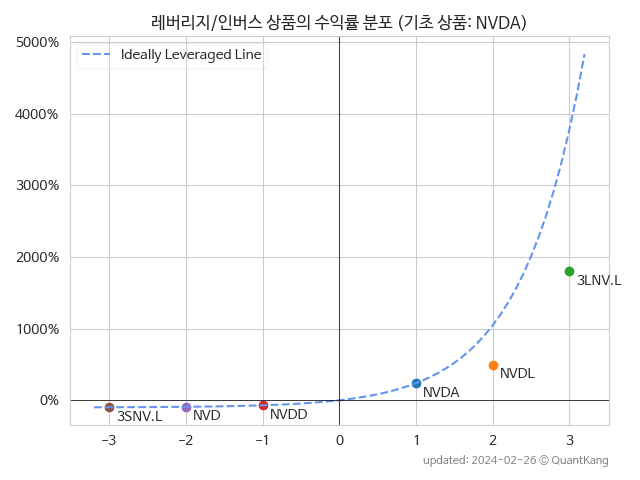 레버리지/인버스 상품의 수익률 분포 (기초 상품: NVDA)
5000%
Ideally Leveraged Line
4000%
3000%
2000%
3LNV.L
1000%
NVDL
NVDA
0%
3SNV.L
NVD
NVDD
−3 −2 −1 0 1 2 3
updated: 2024-02-26 © QuantKang